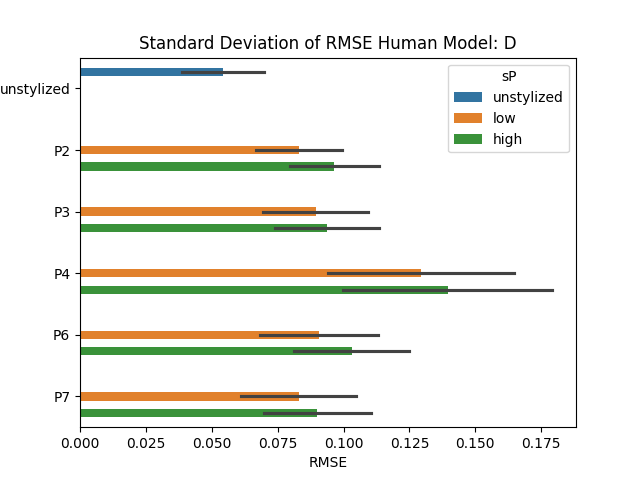 Standard Deviation of RMSE Human Model: D
sP
unstylized
low
high
unstylized
P2
P3
P4
P6
P7
0.000 0.025 0.050 0.075 0.100 0.125 0.150 0.175
RMSE